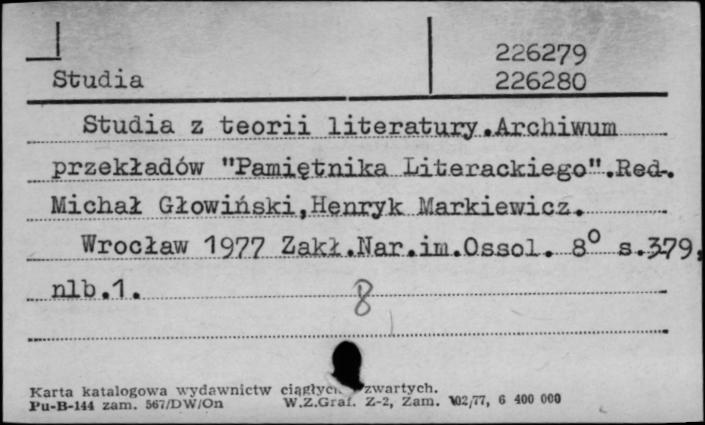 226279
Studia 226280
Studia z teorii literatury.Archiwum
przekładów "Pamiętnika Literackiego".Red.
Michał Głowiński,Henryk Markiewicz.
Wrocław 1977 Zakł.Nar.im.Ossol. 8° s.379,
nlb.1.
8
Karta katalogowa wydawnictw zwartych.
Pu-B-144 zam. 567/DW/On W.Z.Graf. Z-2, Zam. 102/77, 6 400 000